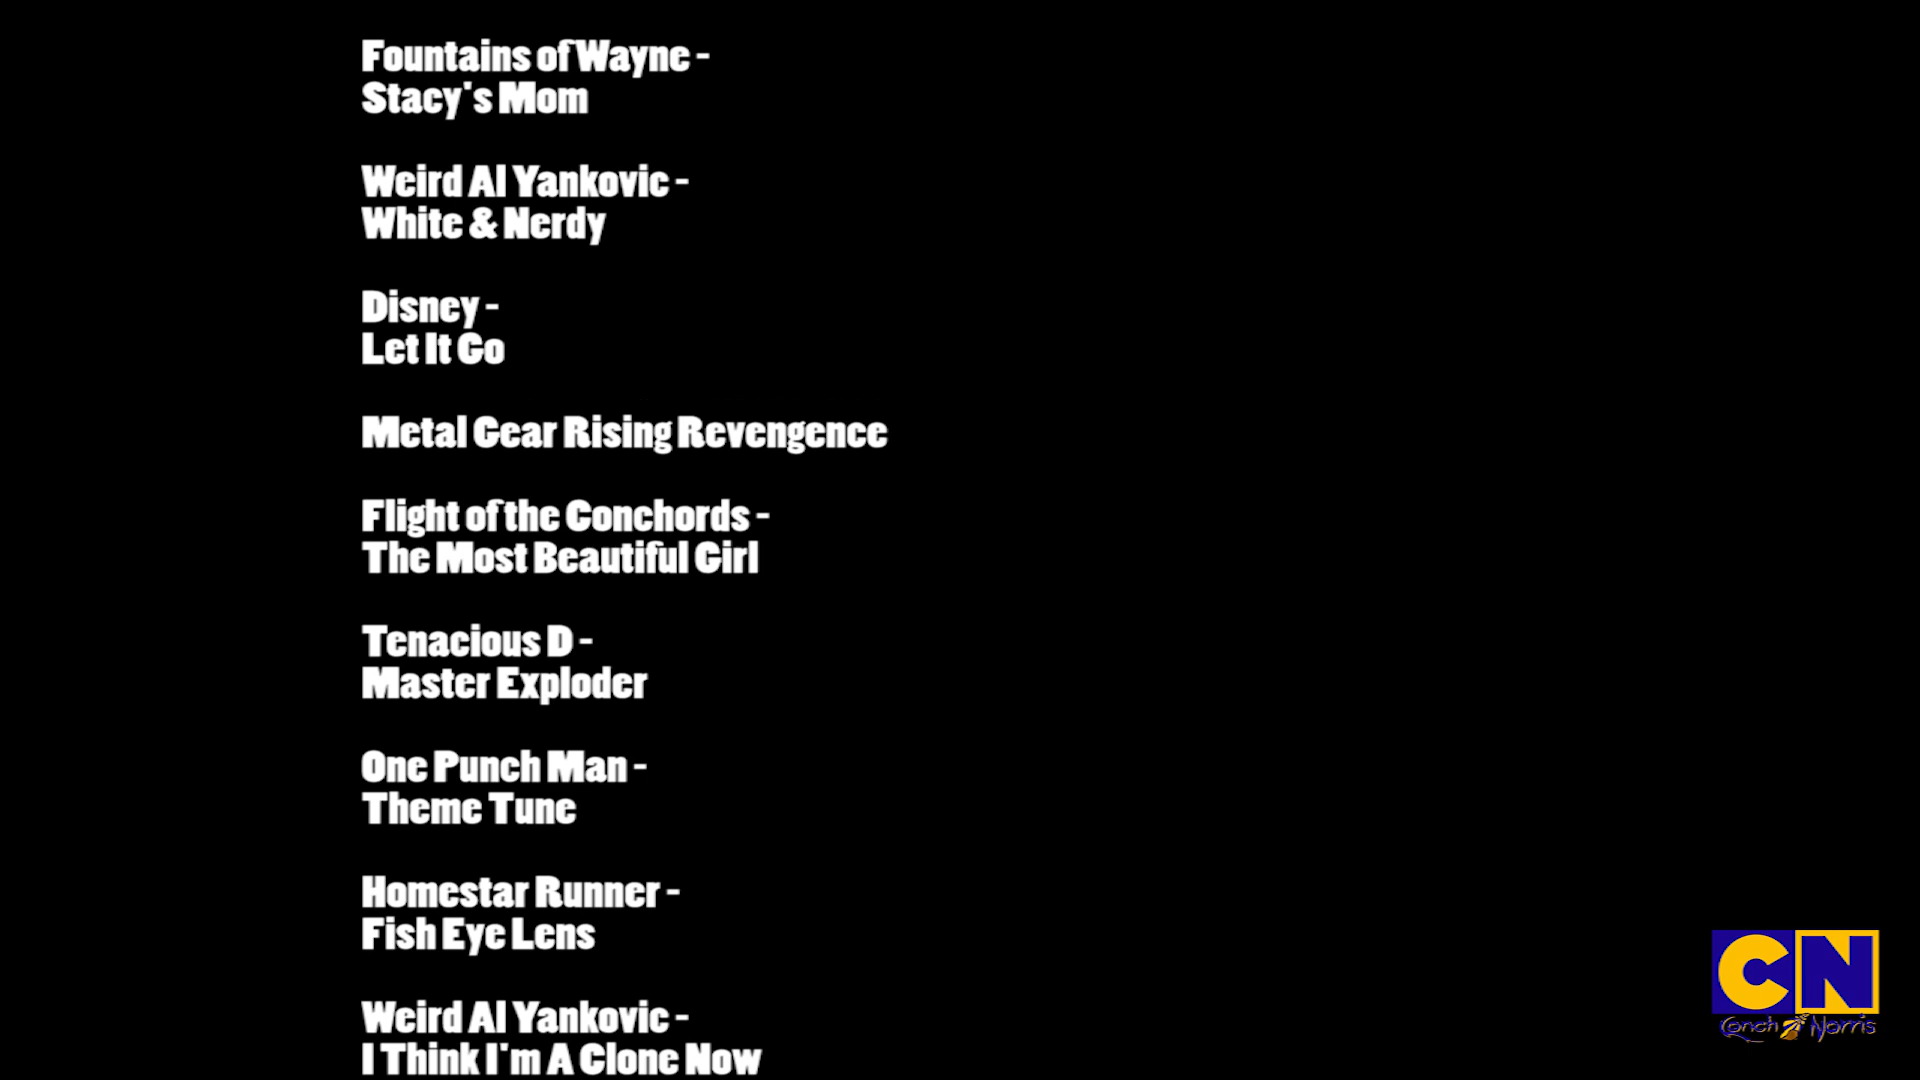 Fountains of Wayne -
Stacy's Mom
Weird Al Yankovic -
White & Nerdy
Disney -
Let It Go
Metal Gear Rising Revengence
Flight of the Conchords -
The Most Beautiful Girl
Tenacious D -
Master Exploder
One Punch Man -
Theme Tune
Homestar Runner -
Fish Eye Lens
Weird Al Yankovic -
I Think I'm A Clone Now
CN
Conch Norris